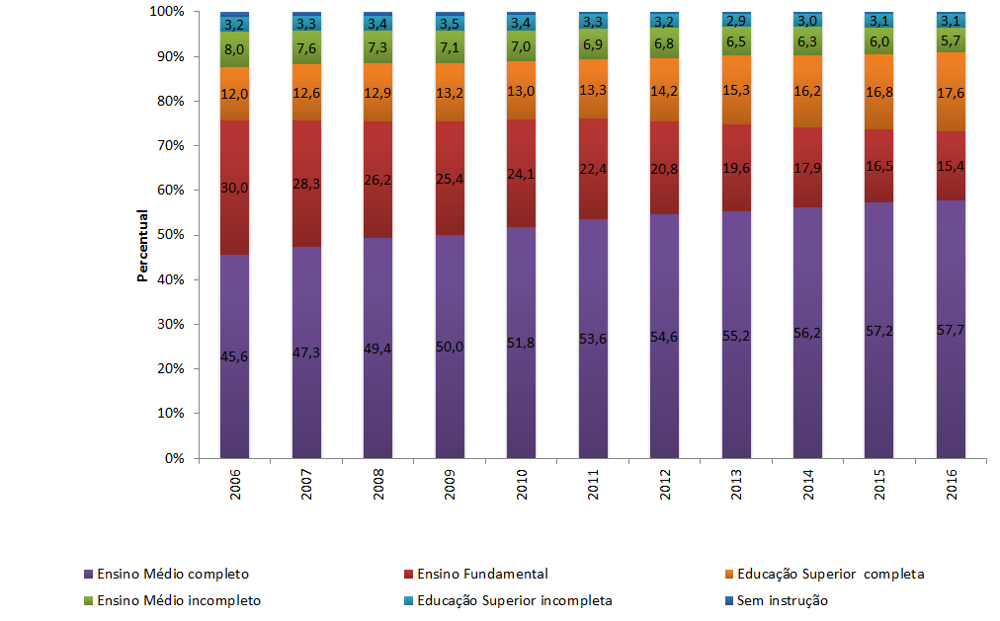 100%
90%
80%
70%
60%
50%
40%
30%
20%
10%
0%
Percentual
3,2 3,3 3,4 3,5 3,4 3,3 3,2 2,9 3,0 3,1 3,1
8,0 7,6 7,3 7,1 7,0 6,9 6,8 6,5 6,3 6,0 5,7
12,0 12,6 12,9 13,2 13,0 13,3 14,2 15,3 16,2 16,8 17,6
30,0 28,3 26,2 25,4 24,1 22,4 20,8 19,6 17,9 16,5 15,4
45,6 47,3 49,4 50,0 51,8 53,6 54,6 55,2 56,2 57,2 57,7
2006 2007 2008 2009 2010 2011 2012 2013 2014 2015 2016
Ensino Médio completo Ensino Fundamental Educação Superior completa
Ensino Médio incompleto Educação Superior incompleta Sem instrução